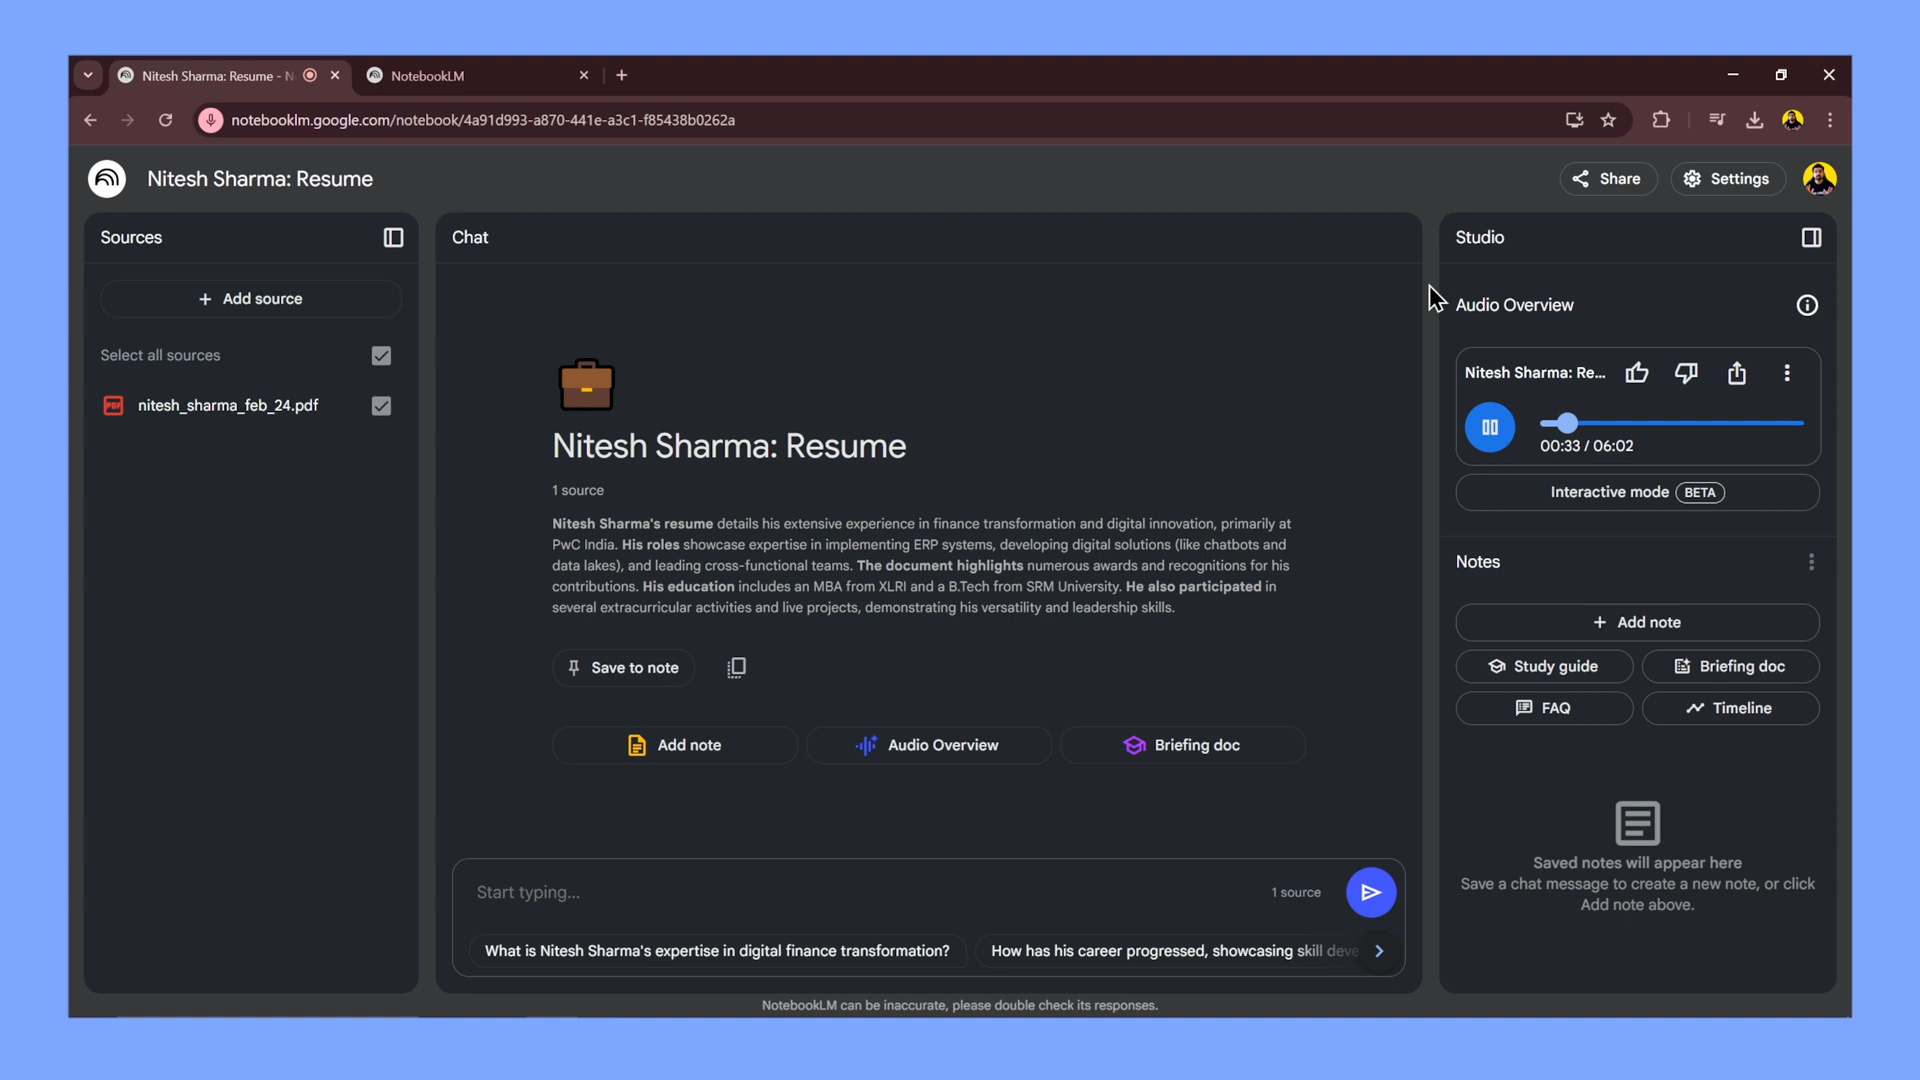 Nitesh Sharma: Resume - N
NotebookLM
notebooklm.google.com/notebook/4a91d993-a870-441e-a3c1-f85438b0262a
Nitesh Sharma: Resume
Share
Settings
Sources
Add source
Select all sources
PDF
nitesh_sharma_feb_24.pdf
Chat
Nitesh Sharma: Resume
1 source
Nitesh Sharma's resume details his extensive experience in finance transformation and digital innovation, primarily at
PwC India. His roles showcase expertise in implementing ERP systems, developing digital solutions (like chatbots and
data lakes), and leading cross-functional teams. The document highlights numerous awards and recognitions for his
contributions. His education includes an MBA from XLRI and a B.Tech from SRM University. He also participated in
several extracurricular activities and live projects, demonstrating his versatility and leadership skills.
Save to note
Add note
Audio Overview
Briefing doc
Start typing...
1 source
What is Nitesh Sharma's expertise in digital finance transformation?
How has his career progressed, showcasing skill deve
Studio
Audio Overview
Nitesh Sharma: Re...
00:33 / 06:02
Interactive mode BETA
Notes
Add note
Study guide
Briefing doc
FAQ
Timeline
Saved notes will appear here
Save a chat message to create a new note, or click
Add note above.
NotebookLM can be inaccurate, please double check its responses.